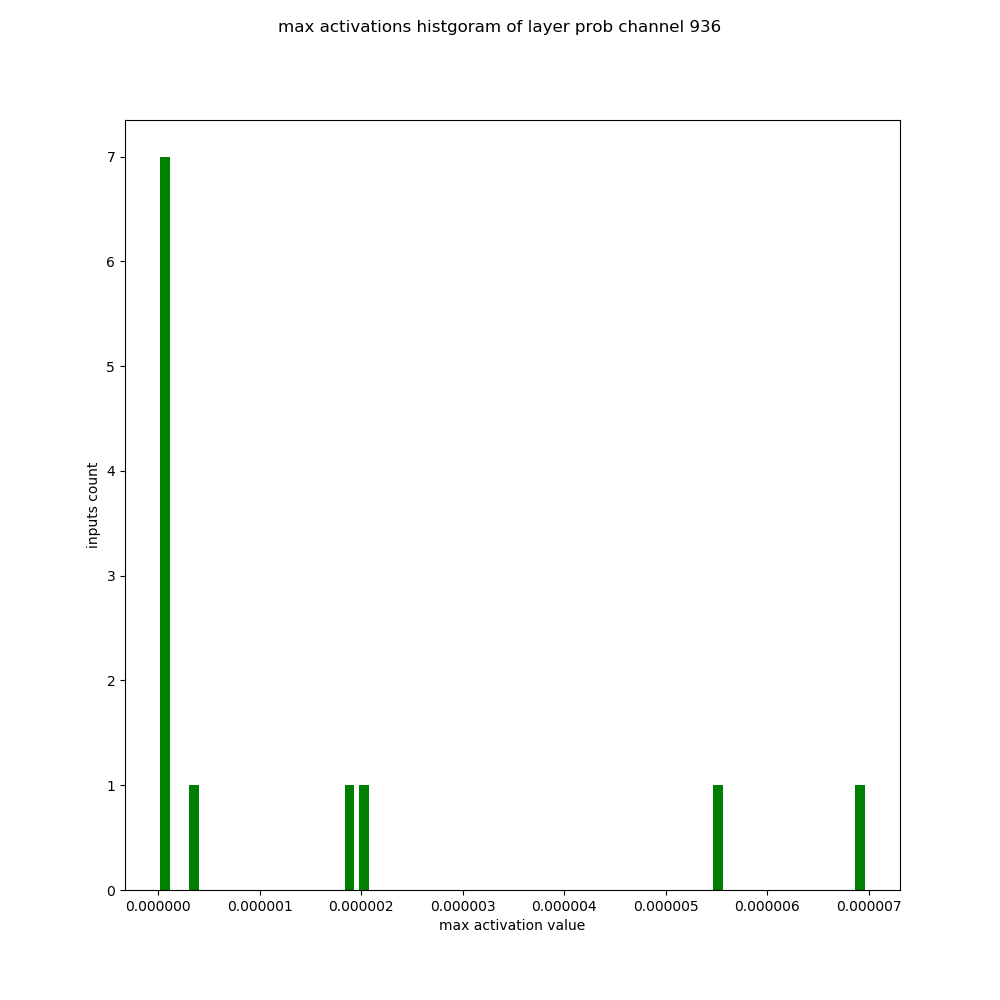 max activations histgoram of layer prob channel 936
7
6
5
4
3
2
1
0
inputs count
0.000000 0.000001 0.000002 0.000003 0.000004 0.000005 0.000006 0.000007
max activation value